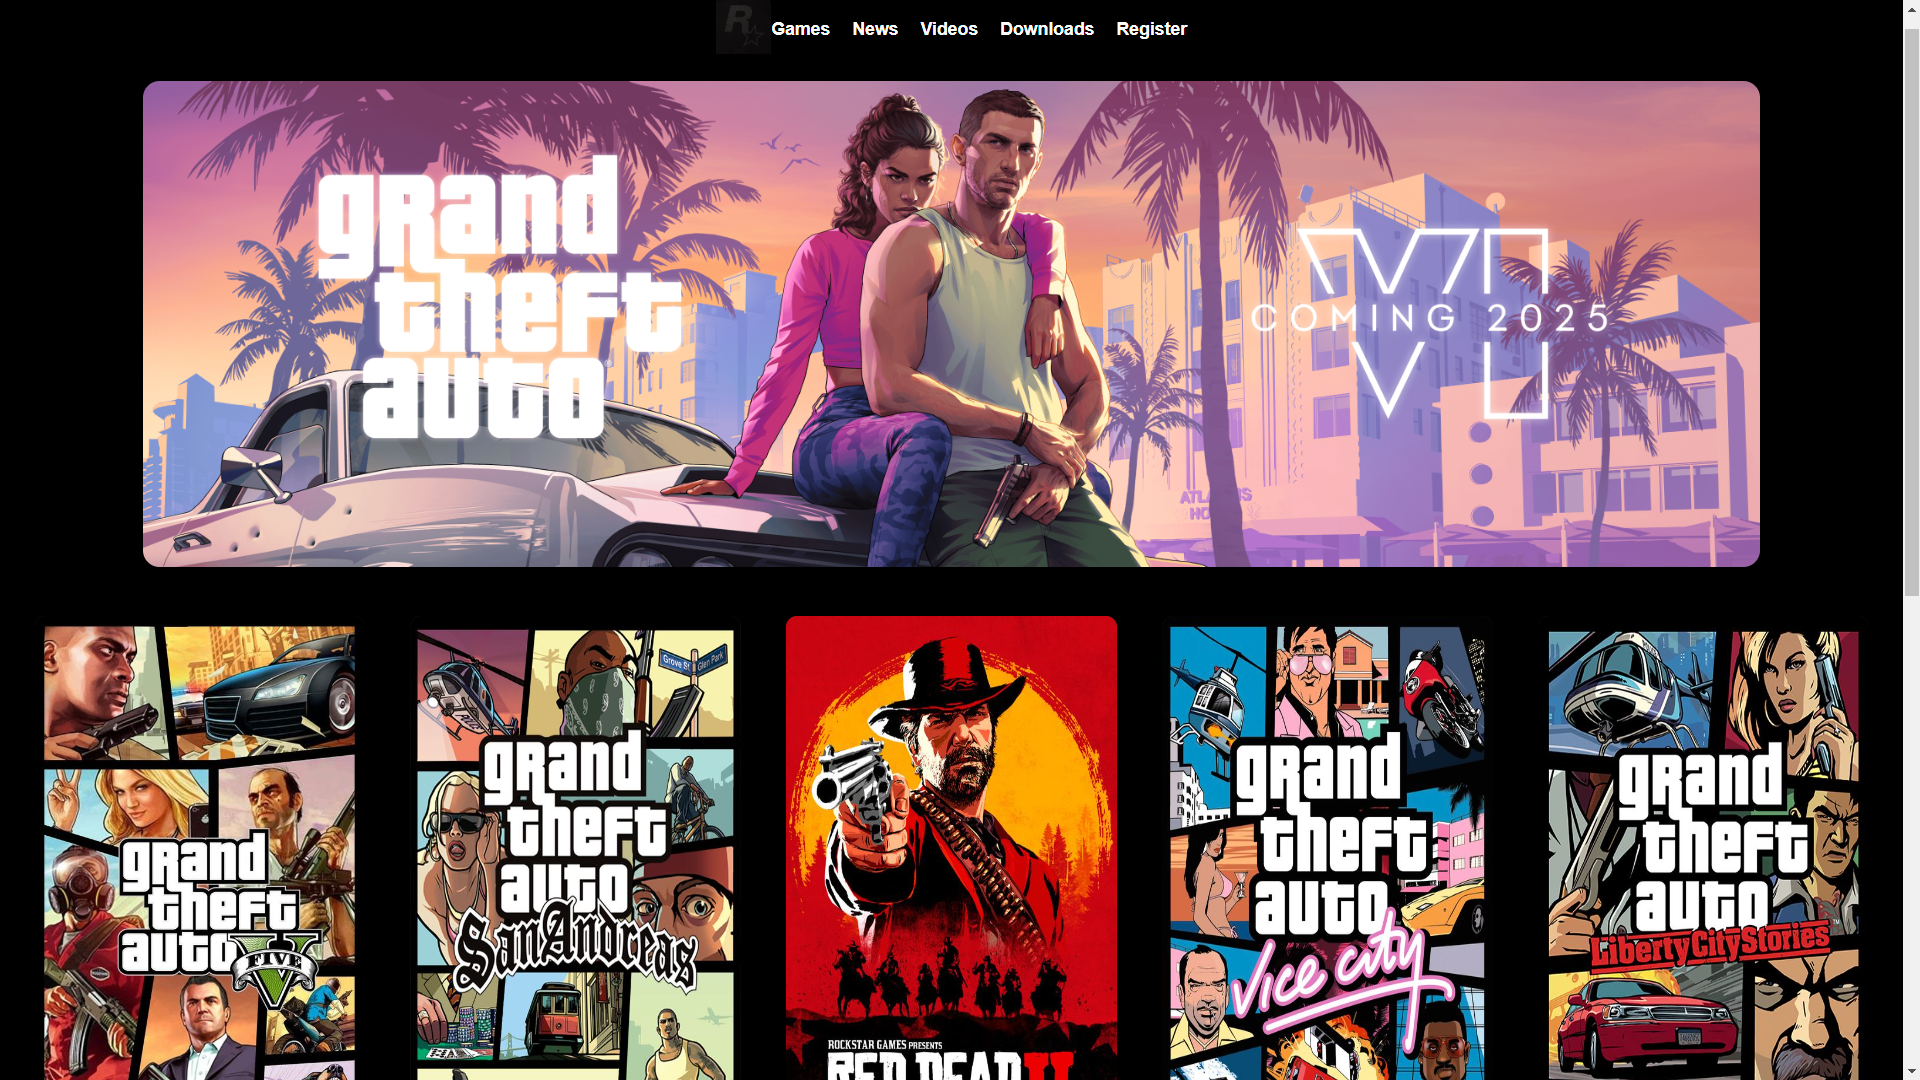 R
Games
News
Videos
Downloads
Register
grand
theft
auto
VI
COMING 2025
grand
theft
auto
V
FIVE
Grove St
Glen Park
grand
theft
auto
San Andreas
ROCKSTAR GAMES PRESENTS
RED DEAD II
grand
theft
auto
Vice City
grand
theft
auto
Liberty City Stories